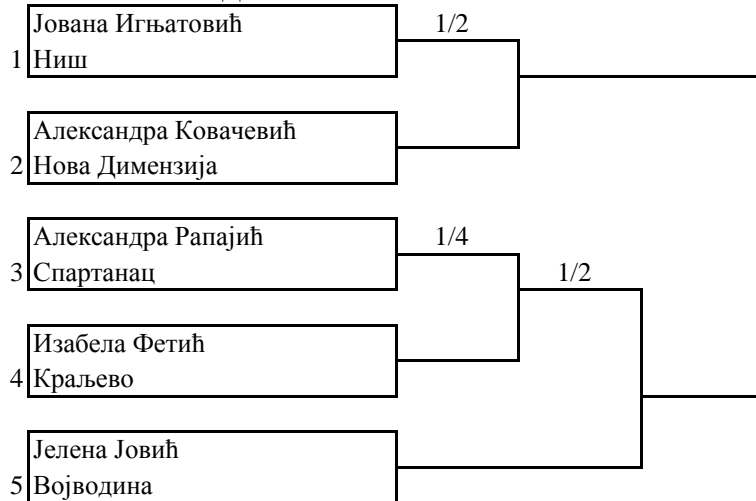 Јована Игњатовић 1/2
1 Ниш
Александра Ковачевић
2 Нова Димензија
Александра Рапајић 1/4
3 Спартанац 1/2
Изабела Фетић
4 Краљево
Јелена Јовић
5 Војводина